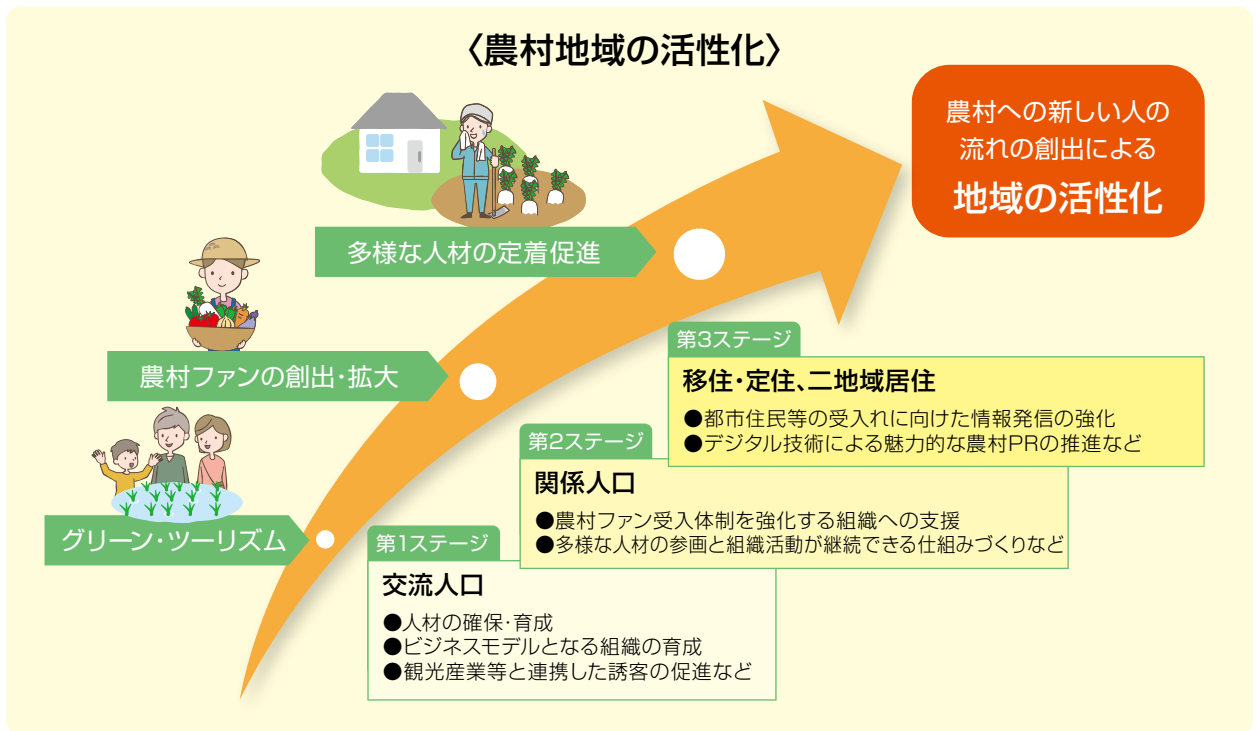 〈農村地域の活性化〉
農村への新しい人の
流れの創出による
地域の活性化
多様な人材の定着促進
農村ファンの創出・拡大
グリーン・ツーリズム
第3ステージ
移住・定住、二地域居住
●都市住民等の受入れに向けた情報発信の強化
●デジタル技術による魅力的な農村PRの推進など
第2ステージ
関係人口
●農村ファン受入体制を強化する組織への支援
●多様な人材の参画と組織活動が継続できる仕組みづくりなど
第1ステージ
交流人口
●人材の確保・育成
●ビジネスモデルとなる組織の育成
●観光産業等と連携した誘客の促進など